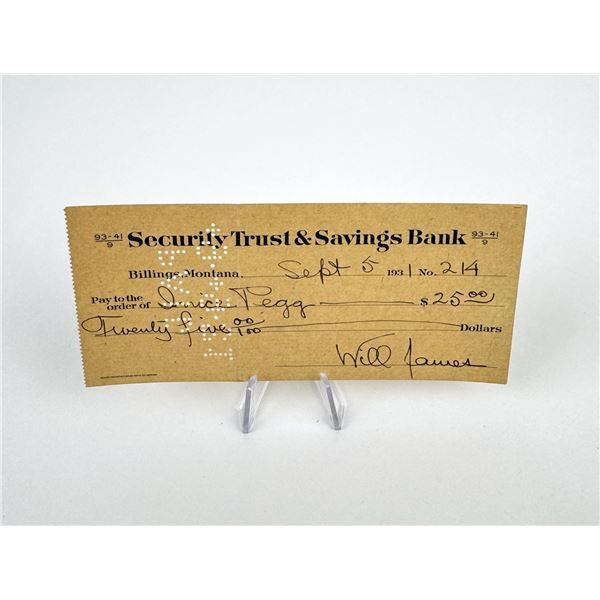 93-41/9 Security Trust & Savings Bank 93-41/9
Billings, Montana, Sept 5 1931 No. 214
Pay to the order of Pegg $ 25.00
Twenty five 00/100 Dollars
Will James